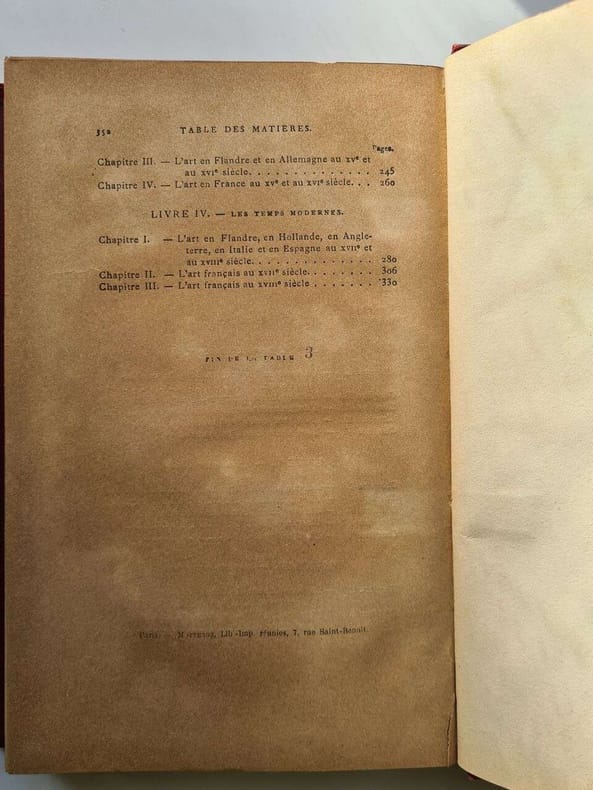 352 TABLE DES MATIÈRES.
Pages.
Chapitre III. — L'art en Flandre et en Allemagne au XVe et
au XVIe siècle. . . . . . . . . . . . . 245
Chapitre IV. — L'art en France au XVe et au XVIe siècle. . . 260
LIVRE IV. — LES TEMPS MODERNES.
Chapitre I. — L'art en Flandre, en Hollande, en Angle-
terre, en Italie et en Espagne au XVIIe et
au XVIIIe siècle. . . . . . . . . . . . . 280
Chapitre II. — L'art français au XVIIe siècle. . . . . . . 306
Chapitre III. — L'art français au XVIIIe siècle . . . . . . 330
FIN DE LA TABLE 3
Paris. — Lib.-Imp. réunies, 7, rue Saint-Benoit.